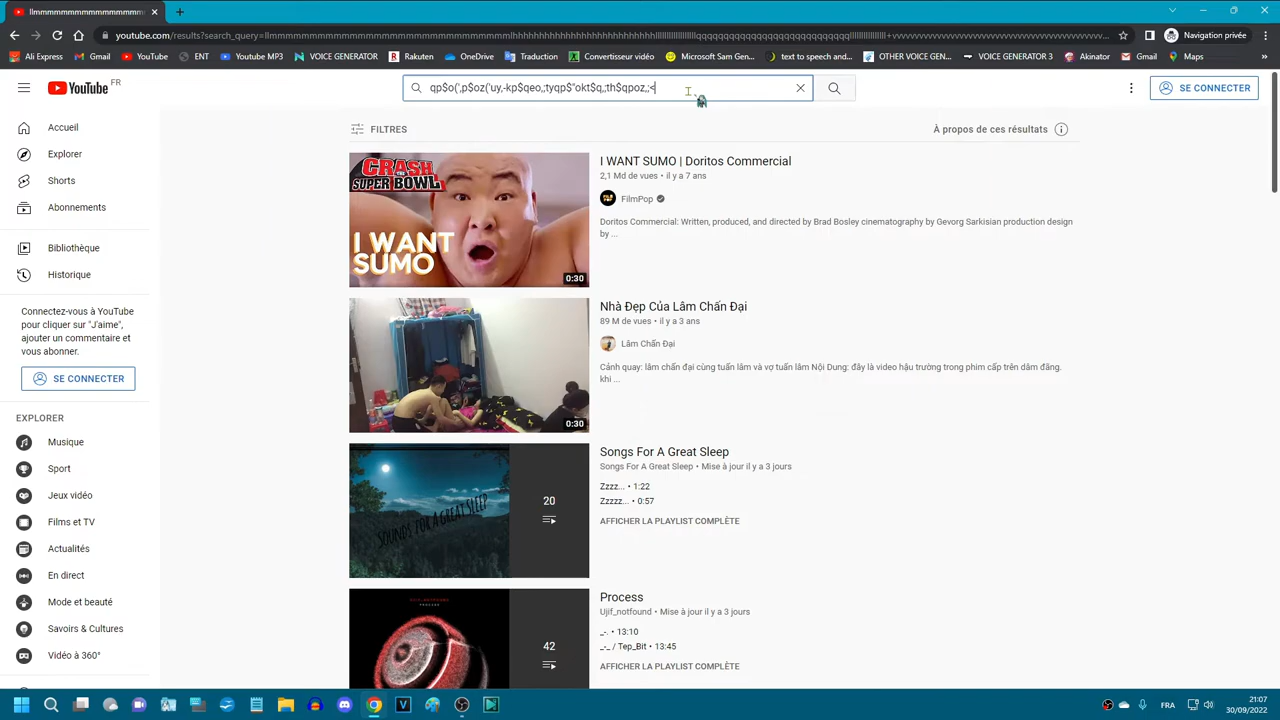 llmmmmmmmmmmmmmmmmmmmm
youtube.com/results?search_query=
Navigation privée
Ali Express
Gmail
YouTube
ENT
Youtube MP3
VOICE GENERATOR
Rakuten
OneDrive
Traduction
Convertisseur vidéo
Microsoft Sam Gen...
text to speech -...
OTHER VOICE GEN...
VOICE GENERATOR...
AliExpress
Gmail
Maps
YouTube FR
qp$o(',p$oz('uy,-kp$qeo,;tyqp$"okt$q,;th$qpoz,;<
SE CONNECTER
Accueil
Explorer
Shorts
Abonnements
Bibliothèque
Historique
Connectez-vous à YouTube
pour cliquer sur "J'aime",
ajouter un commentaire et
vous abonner.
SE CONNECTER
EXPLORER
Musique
Sport
Jeux vidéo
Films et TV
Actualités
En direct
Mode et beauté
Savoirs & Cultures
Vidéo à 360°
FILTRES
À propos de ces résultats
CRASH
THE
SUPER BOWL
I WANT
SUMO
0:30
I WANT SUMO | Doritos Commercial
2,1 Md de vues • il y a 7 ans
FilmPop
Doritos Commercial: Written, produced, and directed by Brad Bosley cinematography by Gevorg Sarkisian production design
by ...
0:30
Nhà Đẹp Của Lâm Chấn Đại
89 M de vues • il y a 3 ans
Lâm Chấn Đại
Cảnh quay: lâm chấn đại cùng tuấn lâm và vợ tuấn lâm Nội Dung: đây là video hậu trường trong phim cấp trên dâm đãng.
khi ...
SOUNDS FOR A GREAT SLEEP
20
Songs For A Great Sleep
Songs For A Great Sleep • Mise à jour il y a 3 jours
Zzzz... • 1:22
Zzzzz... • 0:57
AFFICHER LA PLAYLIST COMPLÈTE
UJIF_NOTFOUND
PROCESS
42
Process
Ujif_notfound • Mise à jour il y a 3 jours
_-. • 13:10
_-_ / Tep_Bit • 13:45
AFFICHER LA PLAYLIST COMPLÈTE
FRA
21:07
30/09/2022